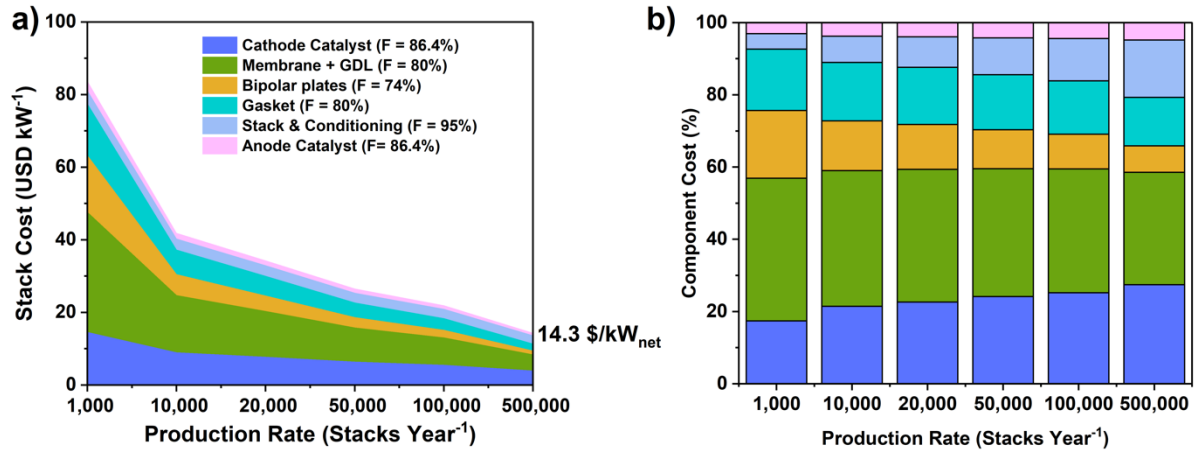 a)
Stack Cost (USD kW⁻¹)
100
80
60
40
20
0
Cathode Catalyst (F = 86.4%)
Membrane + GDL (F = 80%)
Bipolar plates (F = 74%)
Gasket (F = 80%)
Stack & Conditioning (F = 95%)
Anode Catalyst (F= 86.4%)
14.3 $/kWnet
1,000 10,000 20,000 50,000 100,000 500,000
Production Rate (Stacks Year⁻¹)
b)
Component Cost (%)
100
80
60
40
20
0
1,000 10,000 20,000 50,000 100,000 500,000
Production Rate (Stacks Year⁻¹)